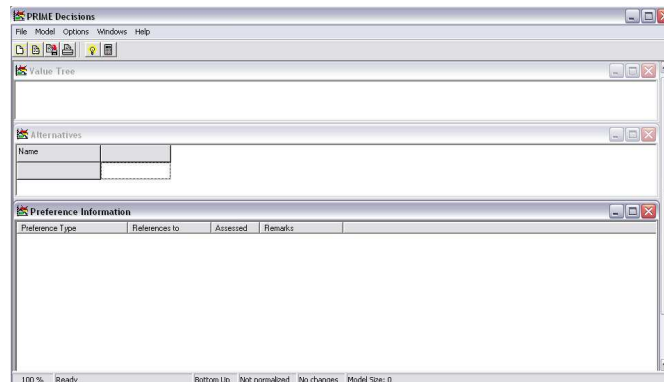 PRIME Decisions
File Model Options Windows Help
Value Tree
Alternatives
Name
Preference Information
Preference Type References to Assessed Remarks
100 % Ready Bottom Up Not normalized No changes Model Size: 0